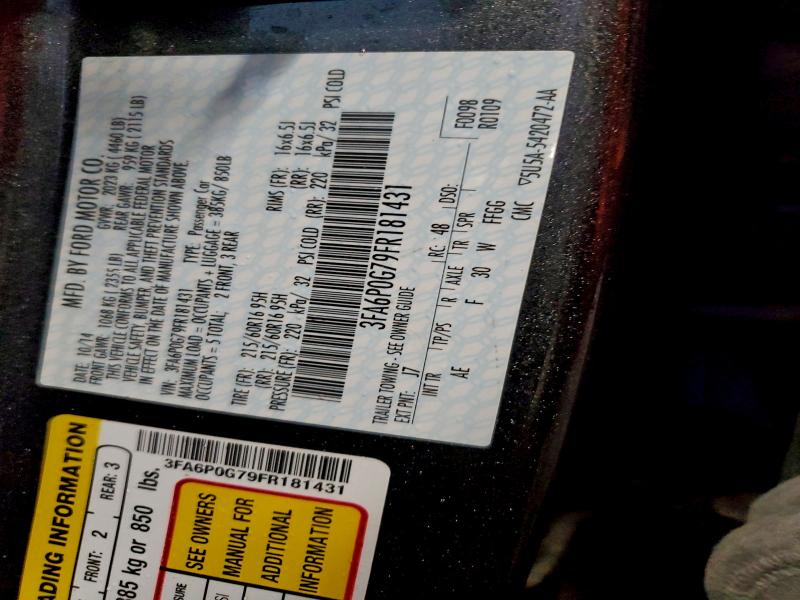 MFD BY FORD MOTOR CO.
DATE: 10/14 GVWR: 2023 KG (4460 LB)
FRONT GAWR: 1068 KG (2355 LB) REAR GAWR: 959 KG (2115 LB)
THIS VEHICLE CONFORMS TO ALL APPLICABLE FEDERAL MOTOR
VEHICLE SAFETY, BUMPER, AND THEFT PREVENTION STANDARDS
IN EFFECT ON THE DATE OF MANUFACTURE SHOWN ABOVE.
VIN: 3FA6P0G79FR181431 TYPE: Passenger Car
MAXIMUM LOAD = OCCUPANTS + LUGGAGE = 385KG/850LB
OCCUPANTS = 5 TOTAL: 2 FRONT, 3 REAR
TIRE (FR): 215/60R16 95H RIMS (FR): 16x6.5J
(RR): 215/60R16 95H (RR): 16x6.5J
PRESSURE (FR): 220 kPa/ 32 PSI COLD (RR): 220 kPa/ 32 PSI COLD
3FA6P0G79FR181431
TRAILER TOWING - SEE OWNER GUIDE
F0098
R0109
EXT PNT: J7 RC: 48 DSO:
INT TR TP/PS R AXLE TR SPR
AE F 30 W FFGG
CMC ▽5U5A-5420472-AA
ADING INFORMATION
FRONT: 2 REAR: 3
385 kg or 850 lbs.
3FA6P0G79FR181431
SURE
SEE OWNERS
MANUAL FOR
ADDITIONAL
INFORMATION